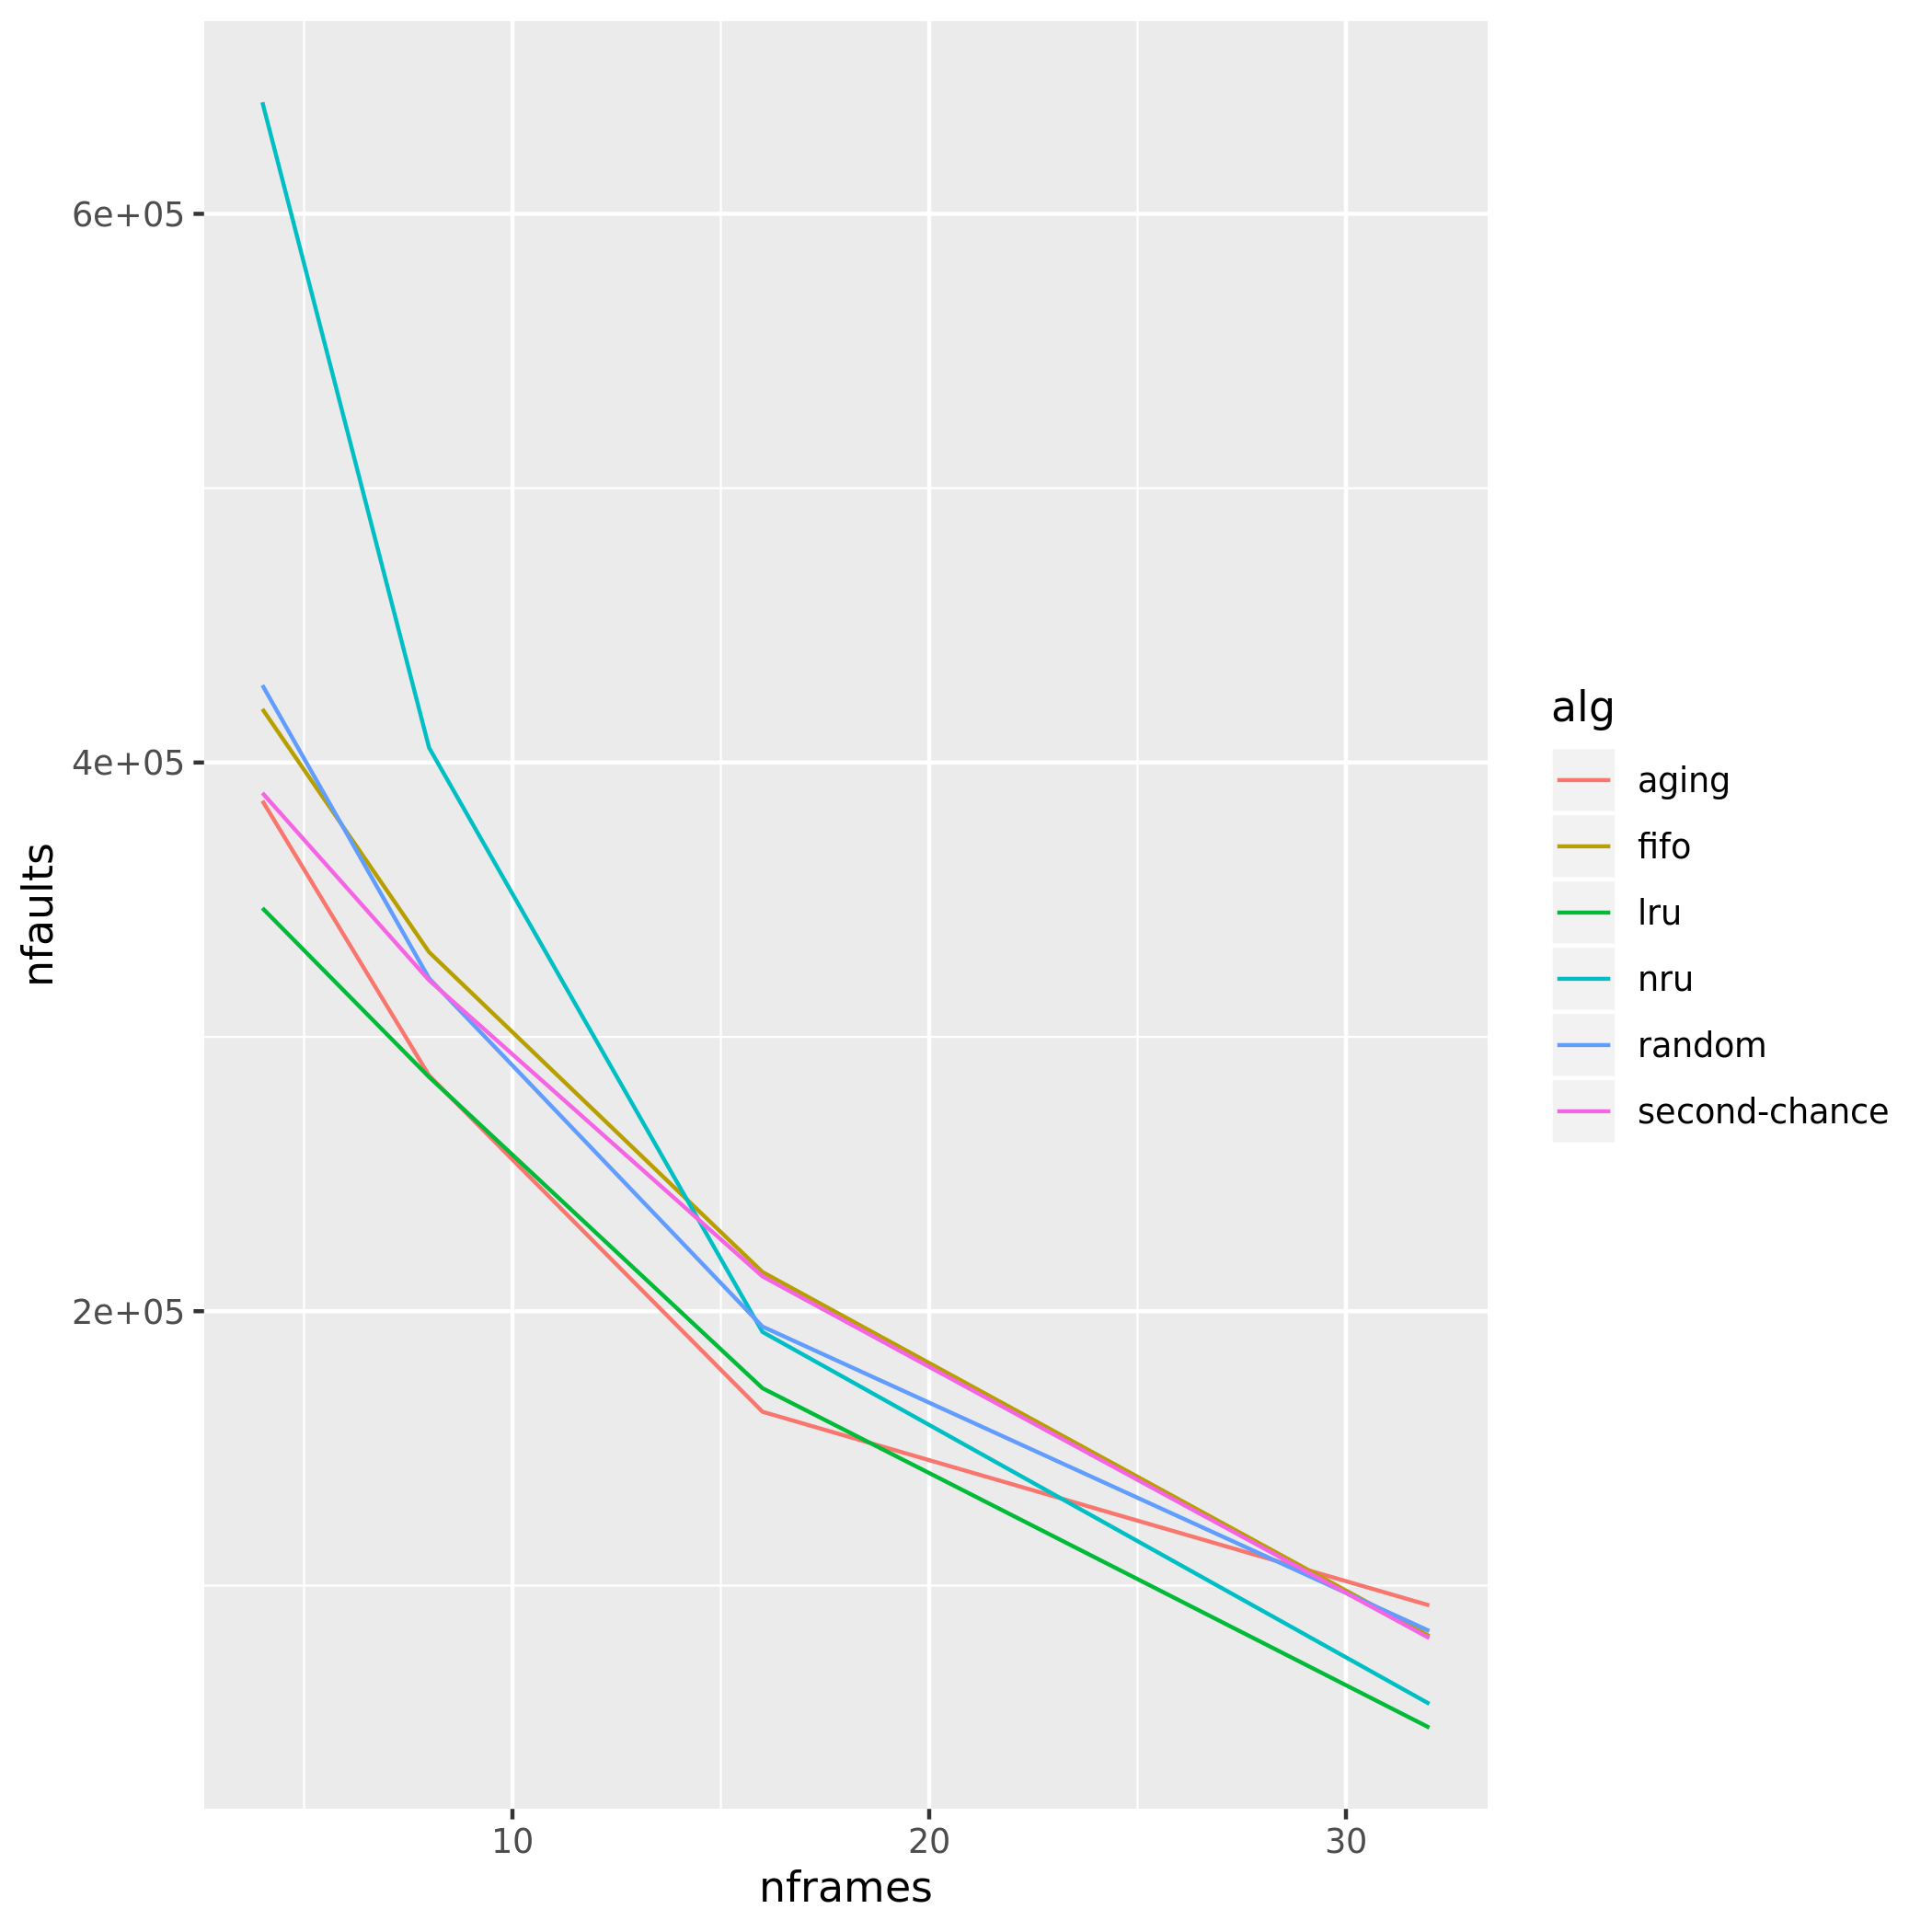 nfaults
6e+05
4e+05
2e+05
10
20
30
nframes
alg
aging
fifo
lru
nru
random
second-chance